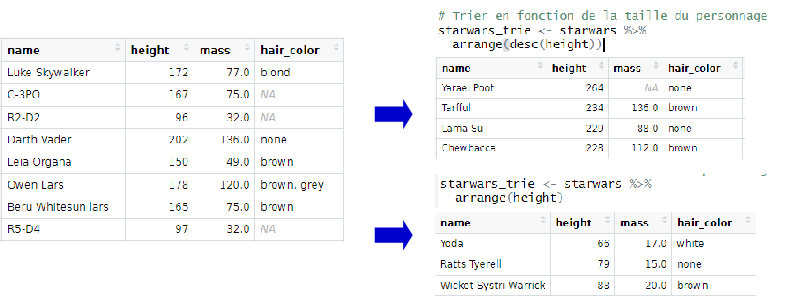 name height mass hair_color
Luke Skywalker 172 77.0 blond
C-3PO 167 75.0 NA
R2-D2 96 32.0 NA
Darth Vader 202 136.0 none
Leia Organa 150 49.0 brown
Owen Lars 178 120.0 brown, grey
Beru Whitesun lars 165 75.0 brown
R5-D4 97 32.0 NA
# Trier en fonction de la taille du personnage
starwars_trie <- starwars %>%
arrange(desc(height))
name height mass hair_color
Yarael Poof 264 NA none
Tarfful 234 136.0 brown
Lama Su 229 88.0 none
Chewbacca 228 112.0 brown
starwars_trie <- starwars %>%
arrange(height)
name height mass hair_color
Yoda 66 17.0 white
Ratts Tyerell 79 15.0 none
Wicket Systri Warrick 88 20.0 brown